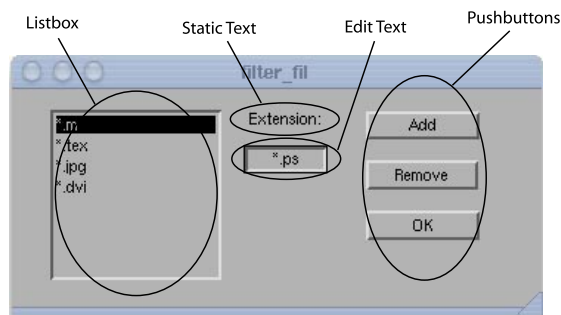 Listbox
Static Text
Edit Text
Pushbuttons
filter_fil
*.m
*.tex
*.jpg
*.dvi
Extension:
*.ps
Add
Remove
OK